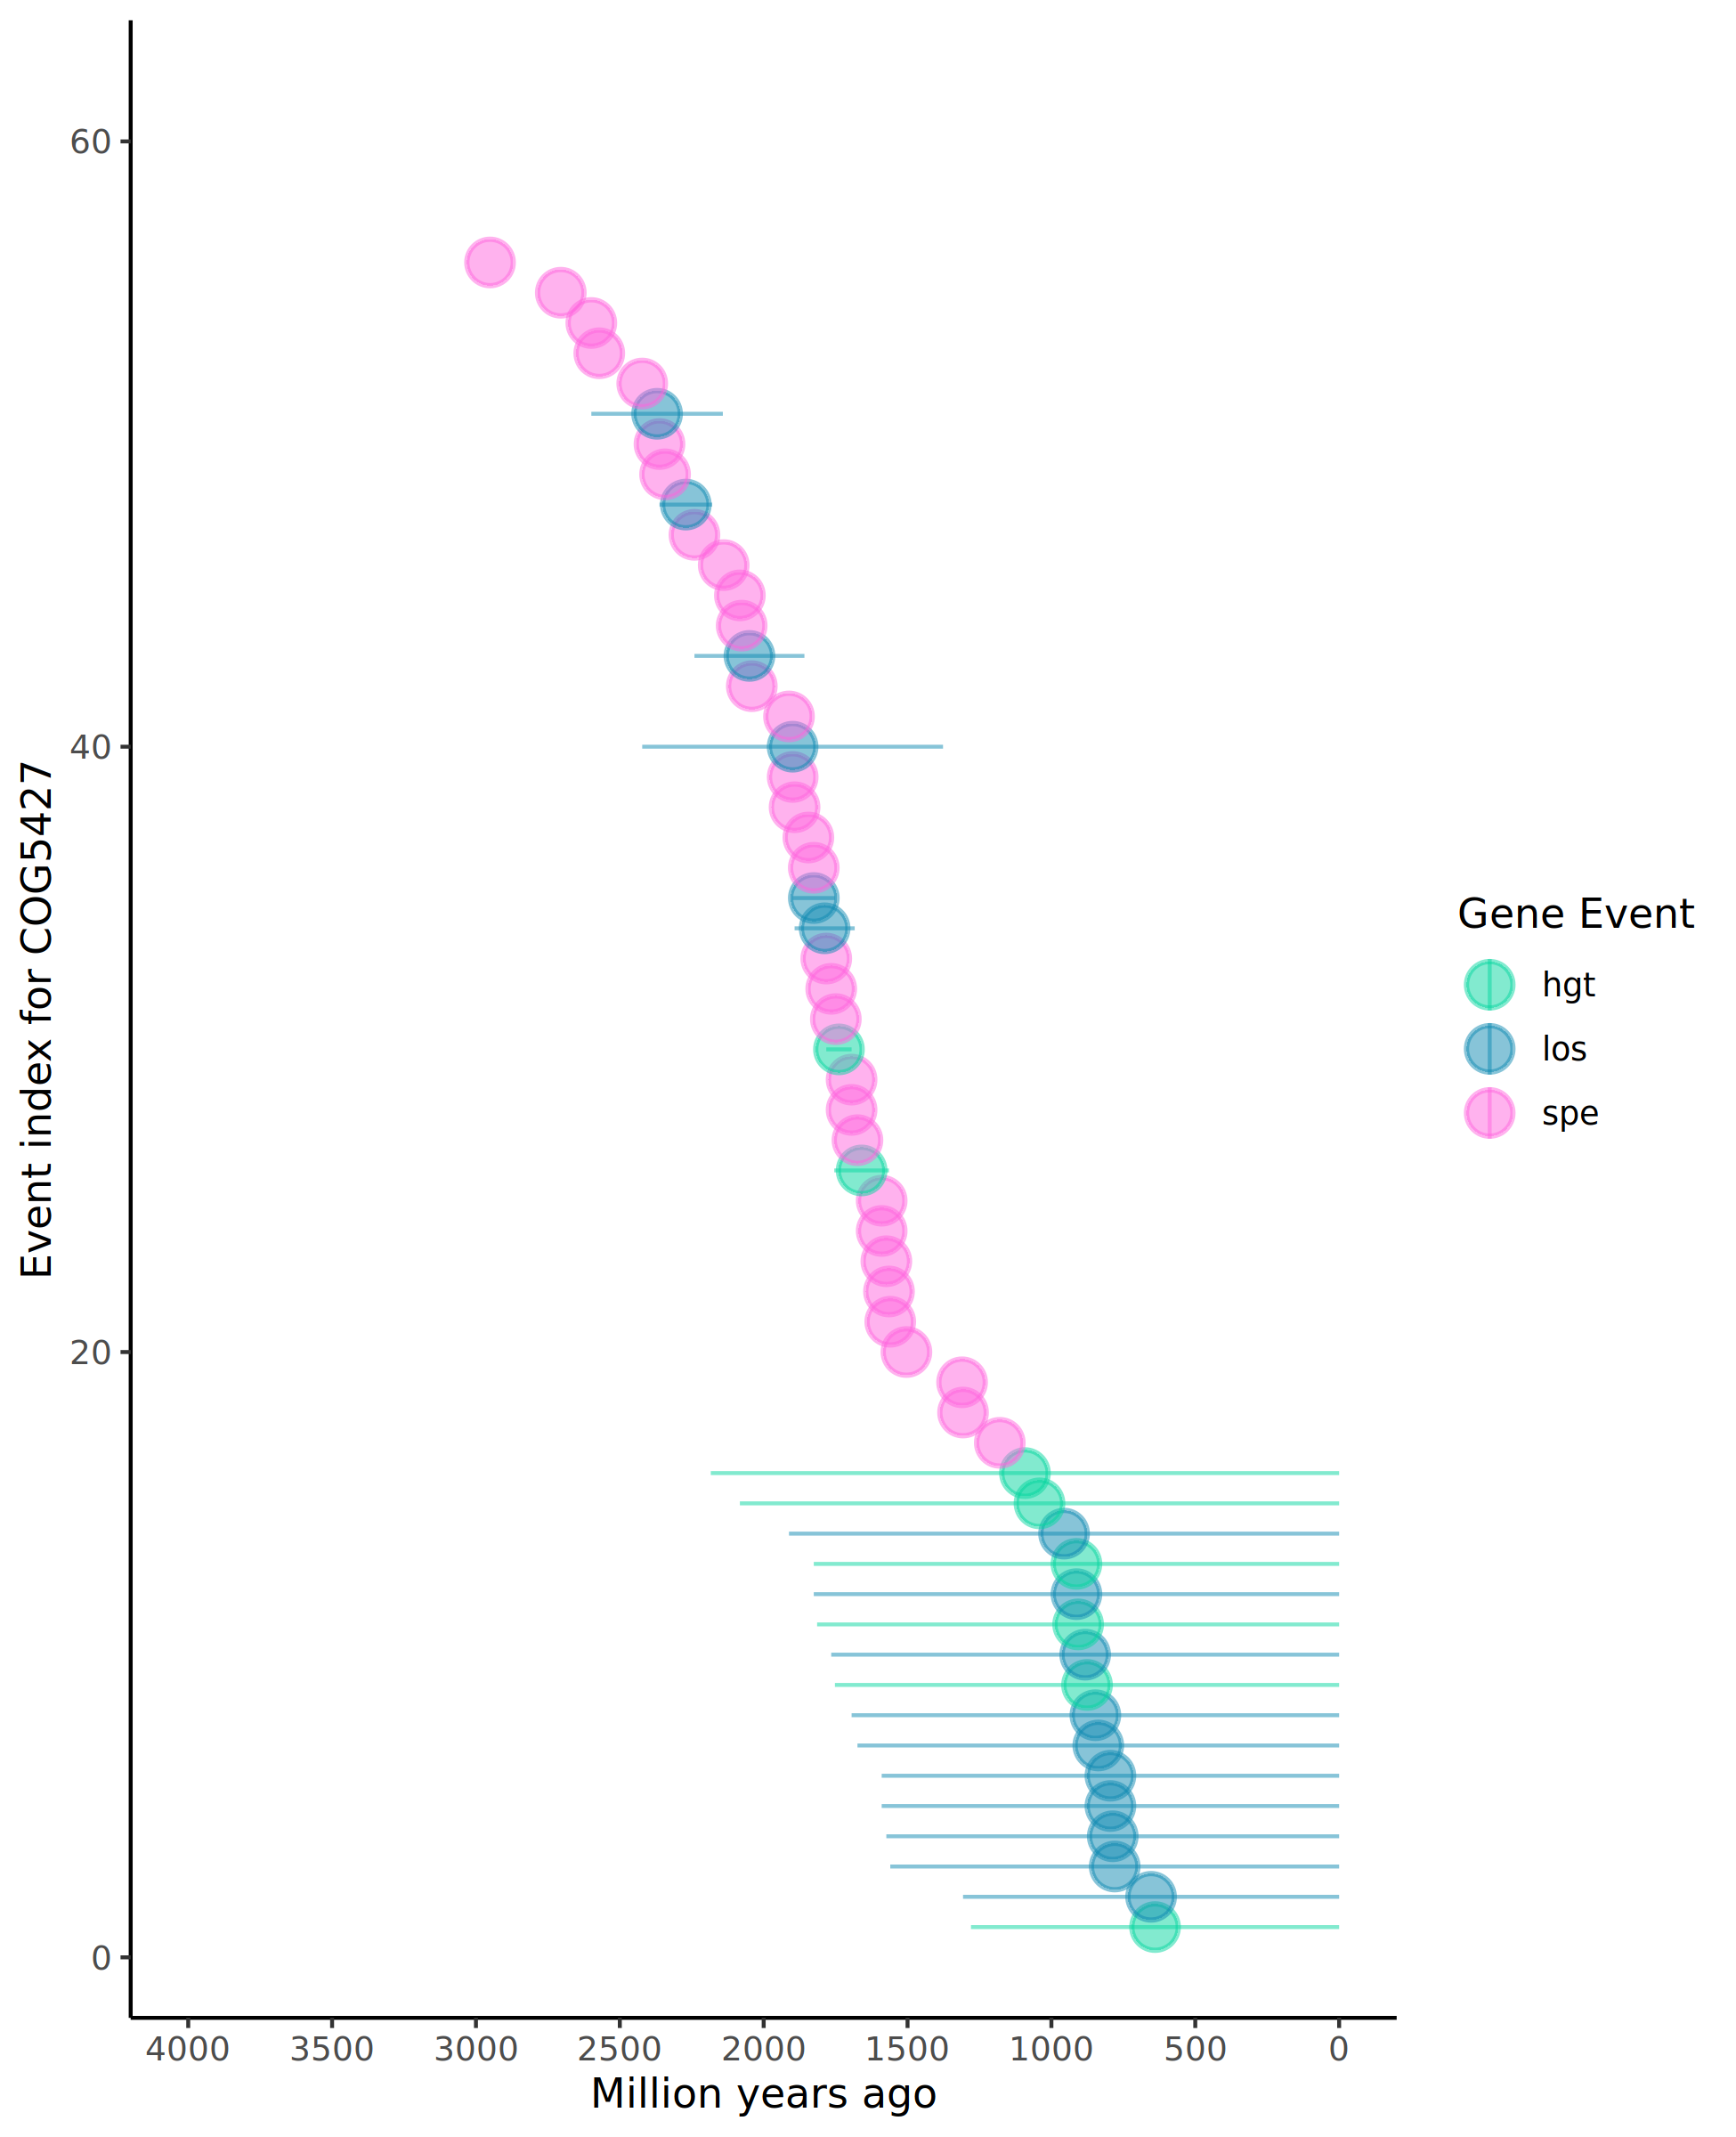 60
40
20
0
Event index for COG5427
4000 3500 3000 2500 2000 1500 1000 500 0
Million years ago
Gene Event
hgt
los
spe